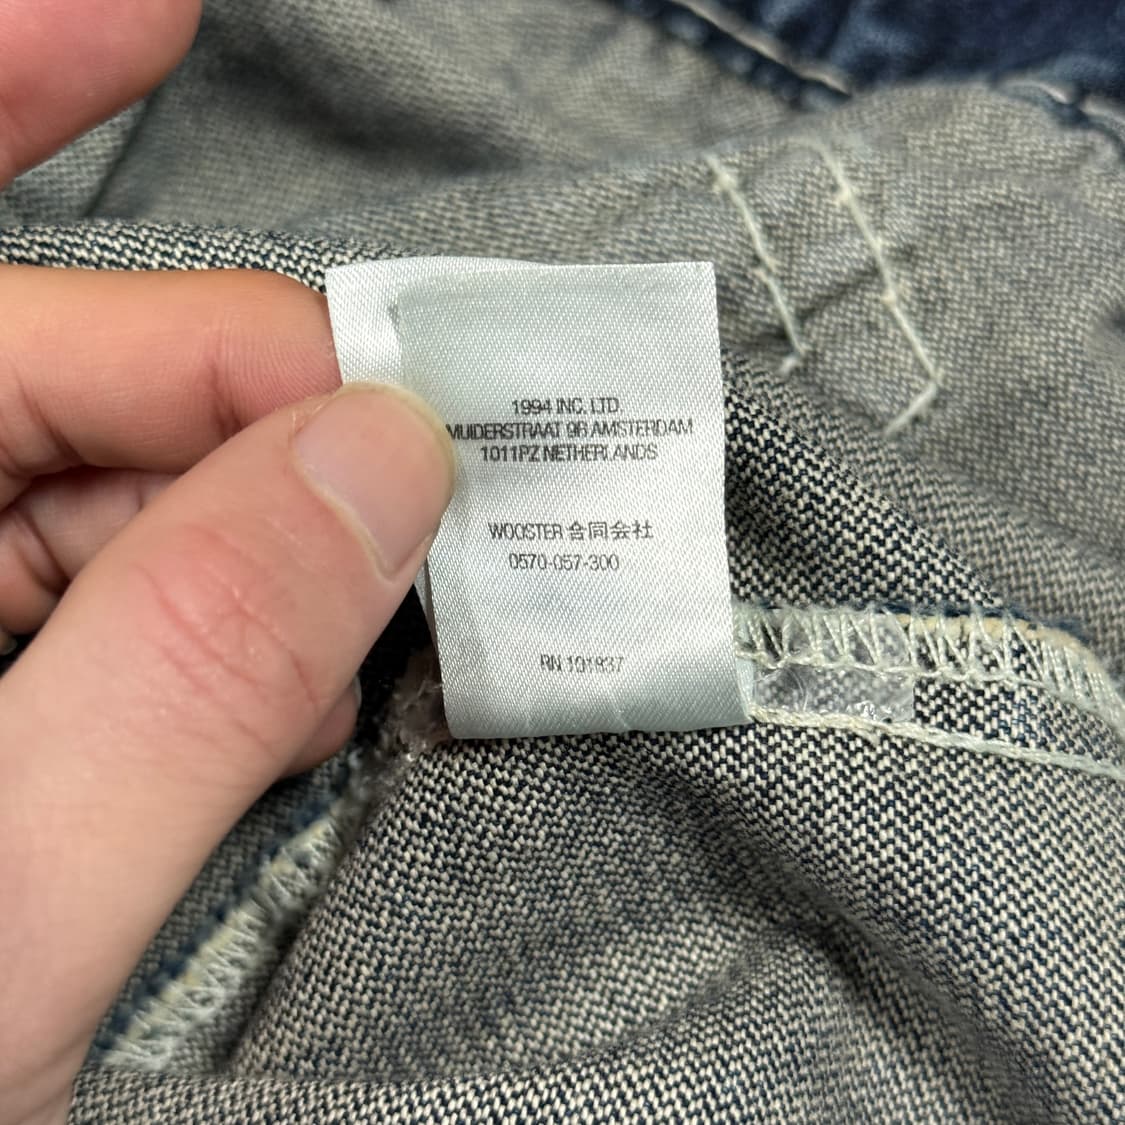 1994 INC. LTD.
MUIDERSTRAAT 9B AMSTERDAM
1011PZ NETHERLANDS
WOOSTER 合同会社
0570-057-300
RN 101837